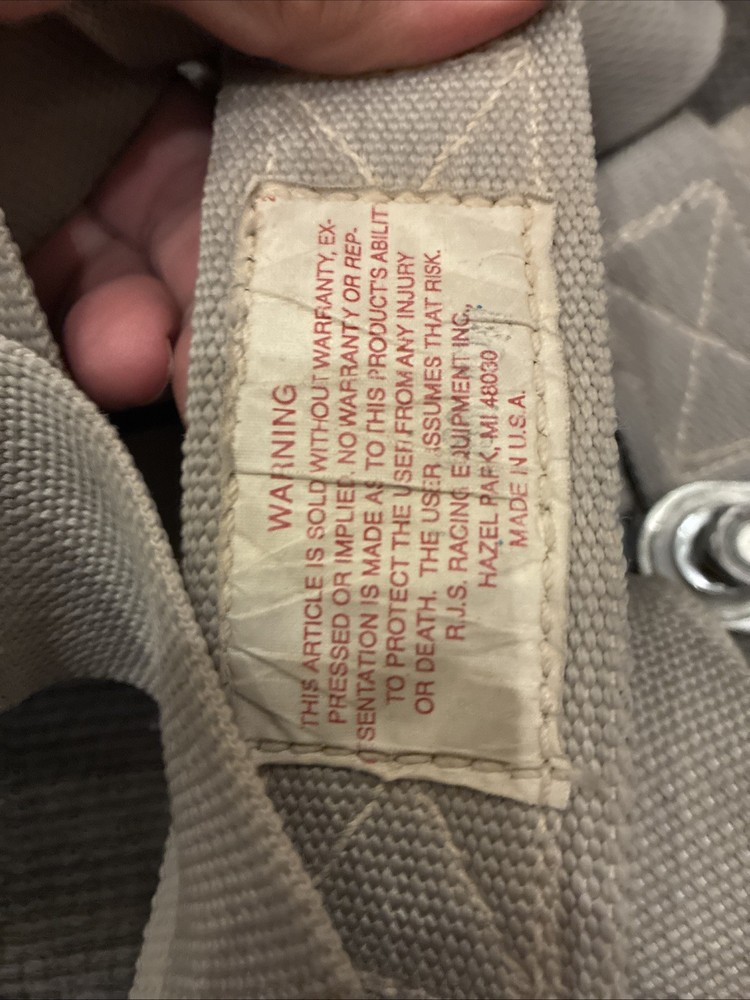 WARNING
THIS ARTICLE IS SOLD WITHOUT WARRANTY, EX-
PRESSED OR IMPLIED. NO WARRANTY OR REP-
SENTATION IS MADE AS TO THIS PRODUCT'S ABILIT
TO PROTECT THE USER FROM ANY INJURY
OR DEATH. THE USER ASSUMES THAT RISK.
R.J.S. RACING EQUIPMENT INC.,
HAZEL PARK, MI 48030
MADE IN U.S.A.
2